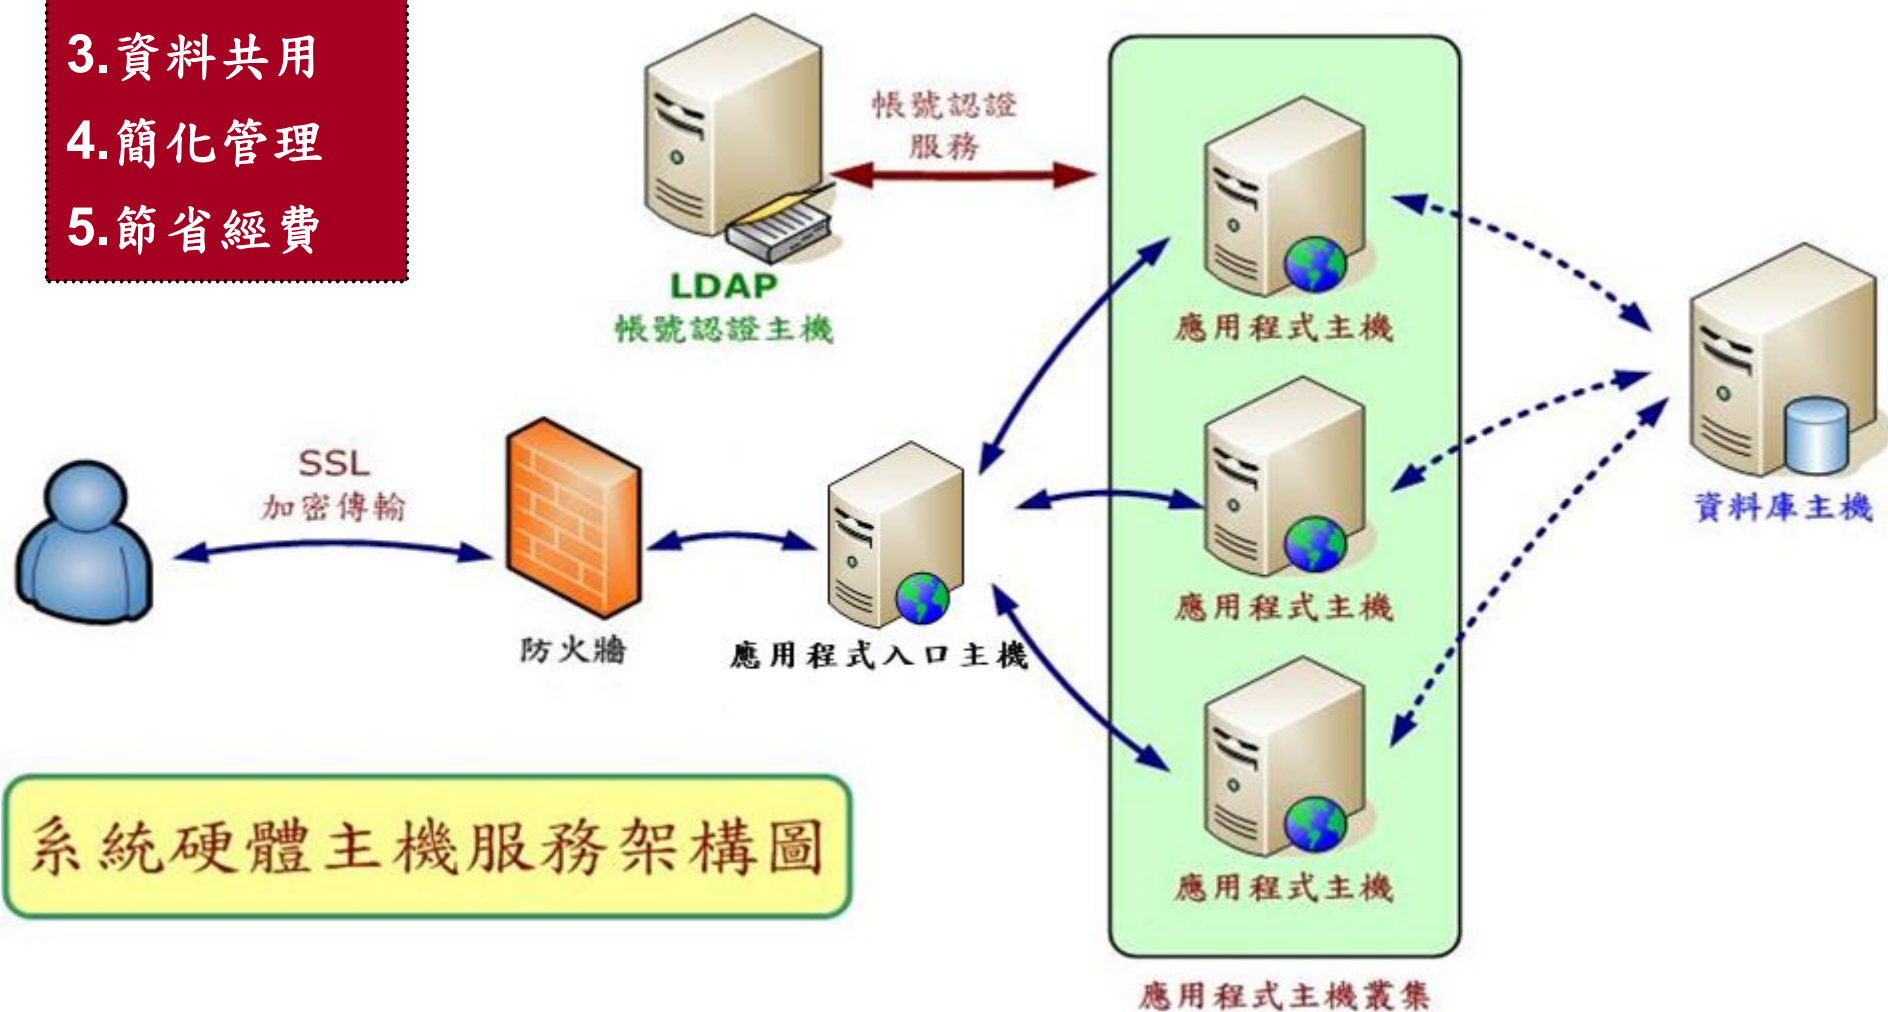 3.資料共用
4.簡化管理
5.節省經費
帳號認證
服務
LDAP
帳號認證主機
應用程式主機
SSL
加密傳輸
資料庫主機
應用程式主機
防火牆
應用程式入口主機
系統硬體主機服務架構圖
應用程式主機
應用程式主機叢集